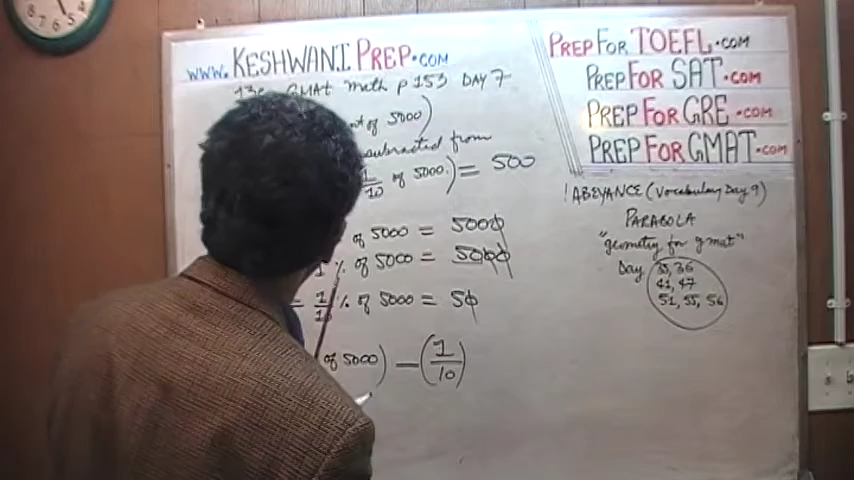 www.KESHWANI PREP.COM
GMAT Math p 153 DAY 7
of 5000)
subtracted from
1/10 of 5000) = 500
of 5000 = 5000
1% of 5000 = 5000
= 1/10 % of 5000 = 50
of 5000) - (1/10)
PREP FOR TOEFL.COM
PREP FOR SAT.COM
PREP FOR GRE.COM
PREP FOR GMAT.COM
! ABEYANCE (Vocabulary Day 9)
PARABOLA
"geometry for gmat"
Day 35, 36
41, 47
51, 55, 56
8 7 6 5 4